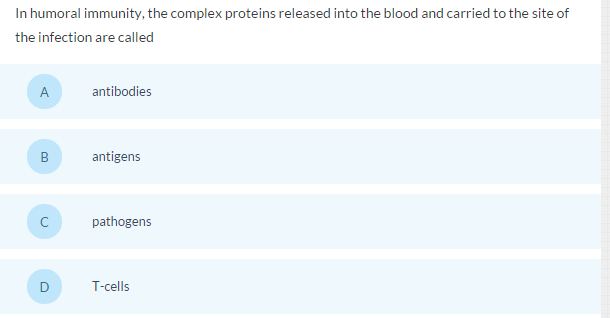 In humoral immunity, the complex proteins released into the blood and carried to the site of
the infection are called
A antibodies
B antigens
C pathogens
D T-cells